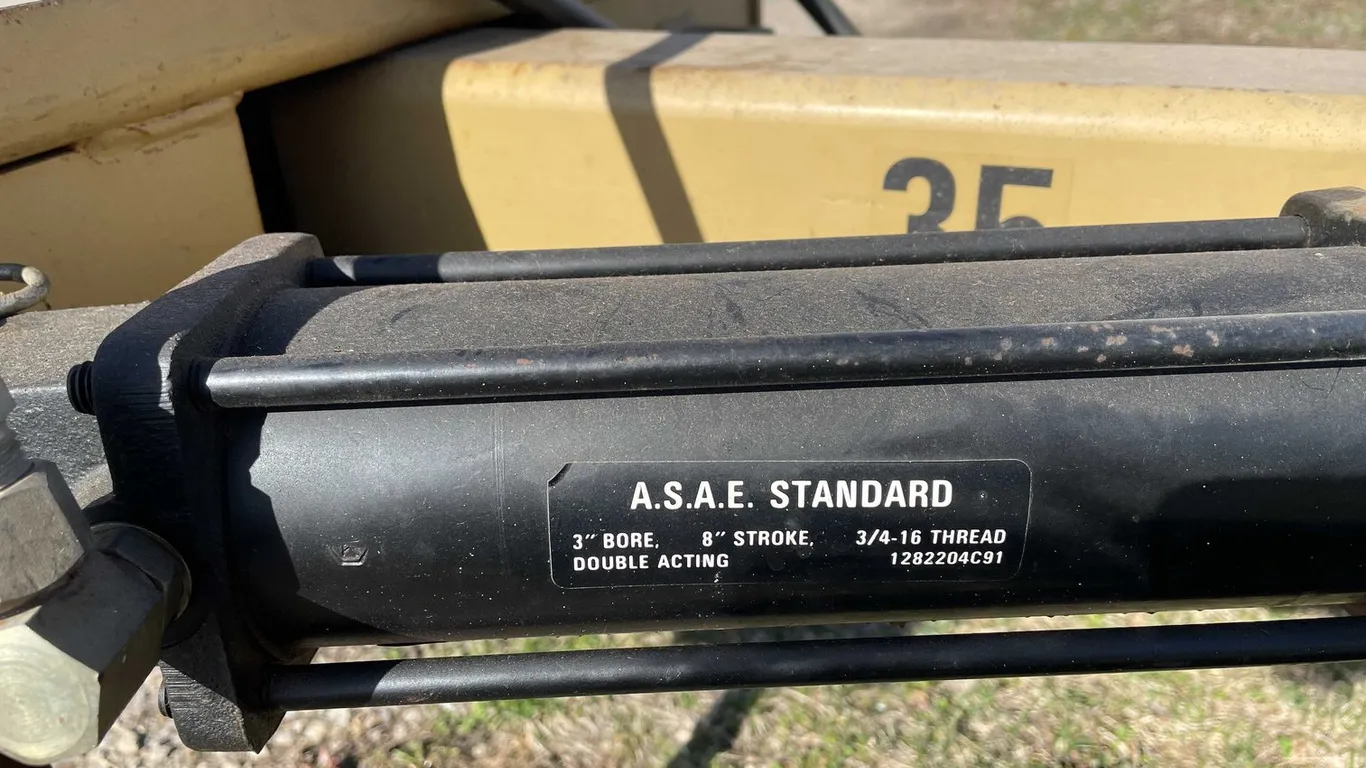 35
A.S.A.E. STANDARD
3″ BORE, 8″ STROKE, 3/4-16 THREAD
DOUBLE ACTING 1282204C91